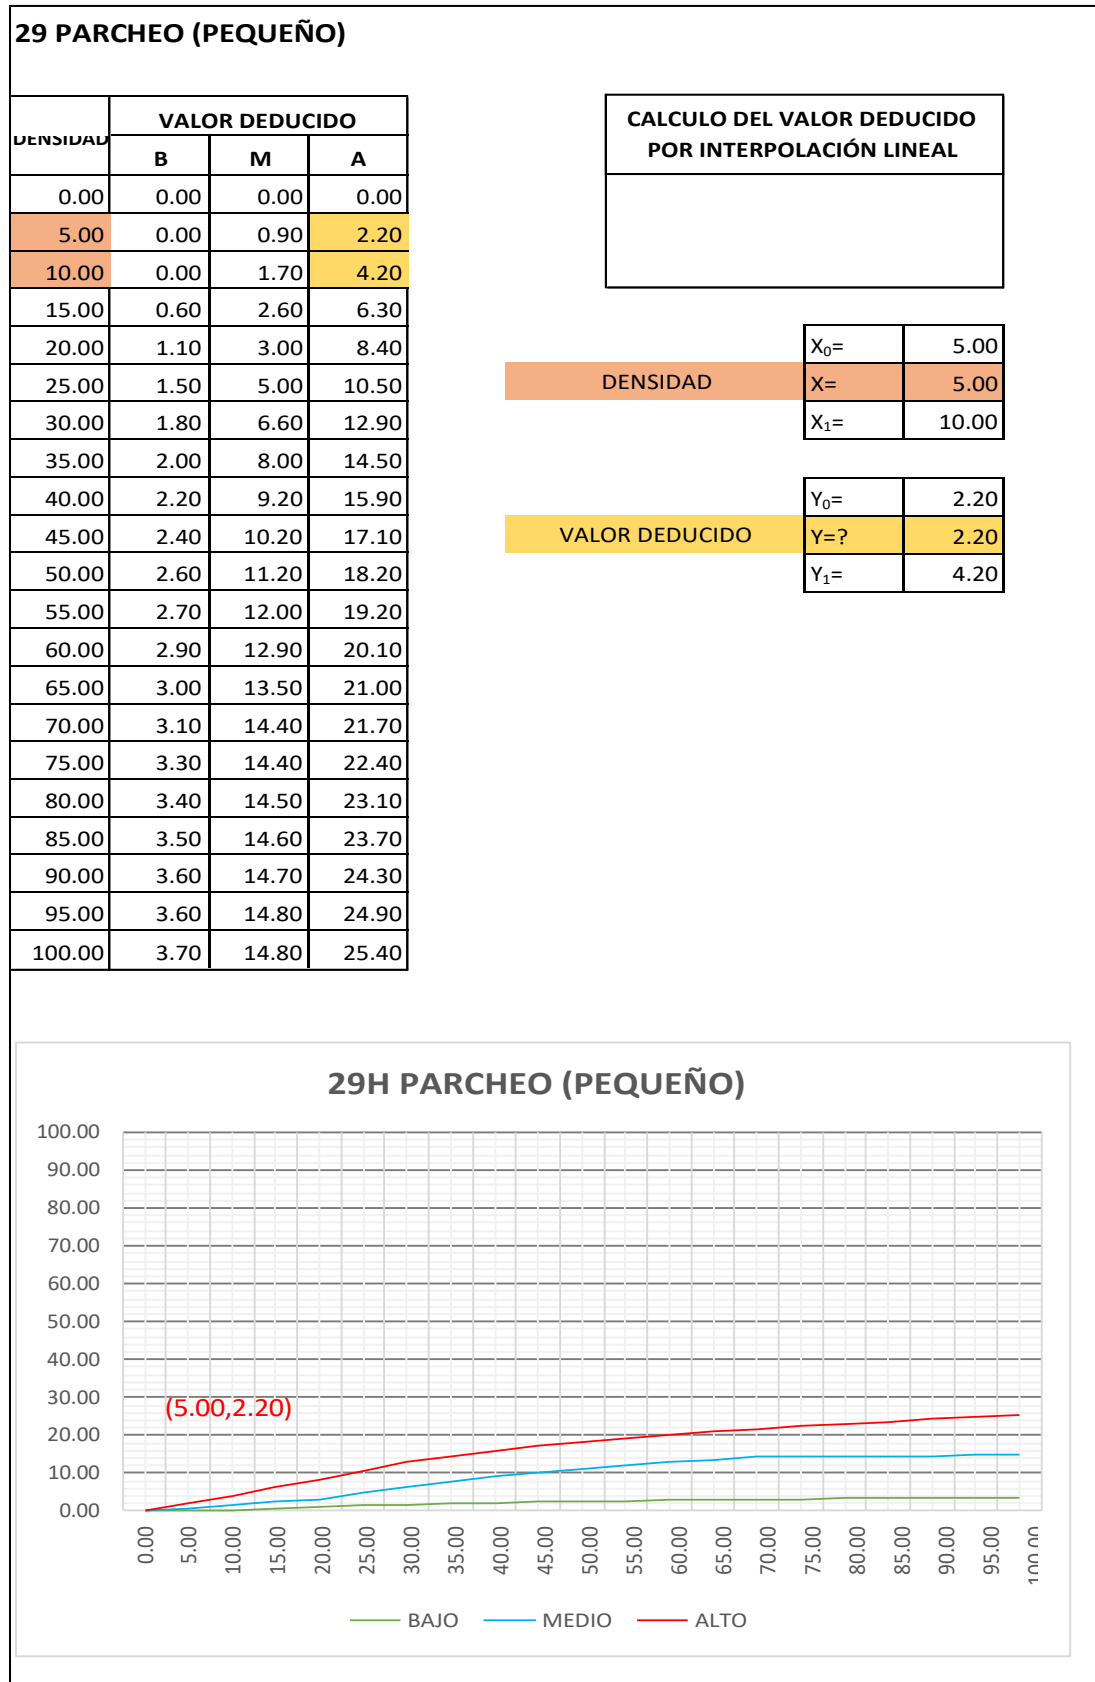 29 PARCHEO (PEQUEÑO)
DENSIDAD VALOR DEDUCIDO
B M A
0.00 0.00 0.00 0.00
5.00 0.00 0.90 2.20
10.00 0.00 1.70 4.20
15.00 0.60 2.60 6.30
20.00 1.10 3.00 8.40
25.00 1.50 5.00 10.50
30.00 1.80 6.60 12.90
35.00 2.00 8.00 14.50
40.00 2.20 9.20 15.90
45.00 2.40 10.20 17.10
50.00 2.60 11.20 18.20
55.00 2.70 12.00 19.20
60.00 2.90 12.90 20.10
65.00 3.00 13.50 21.00
70.00 3.10 14.40 21.70
75.00 3.30 14.40 22.40
80.00 3.40 14.50 23.10
85.00 3.50 14.60 23.70
90.00 3.60 14.70 24.30
95.00 3.60 14.80 24.90
100.00 3.70 14.80 25.40
CALCULO DEL VALOR DEDUCIDO
POR INTERPOLACIÓN LINEAL
X₀= 5.00
DENSIDAD X= 5.00
X₁= 10.00
Y₀= 2.20
VALOR DEDUCIDO Y=? 2.20
Y₁= 4.20
29H PARCHEO (PEQUEÑO)
100.00
90.00
80.00
70.00
60.00
50.00
40.00
30.00
20.00
10.00
0.00
(5.00,2.20)
0.00 5.00 10.00 15.00 20.00 25.00 30.00 35.00 40.00 45.00 50.00 55.00 60.00 65.00 70.00 75.00 80.00 85.00 90.00 95.00 100.00
BAJO MEDIO ALTO